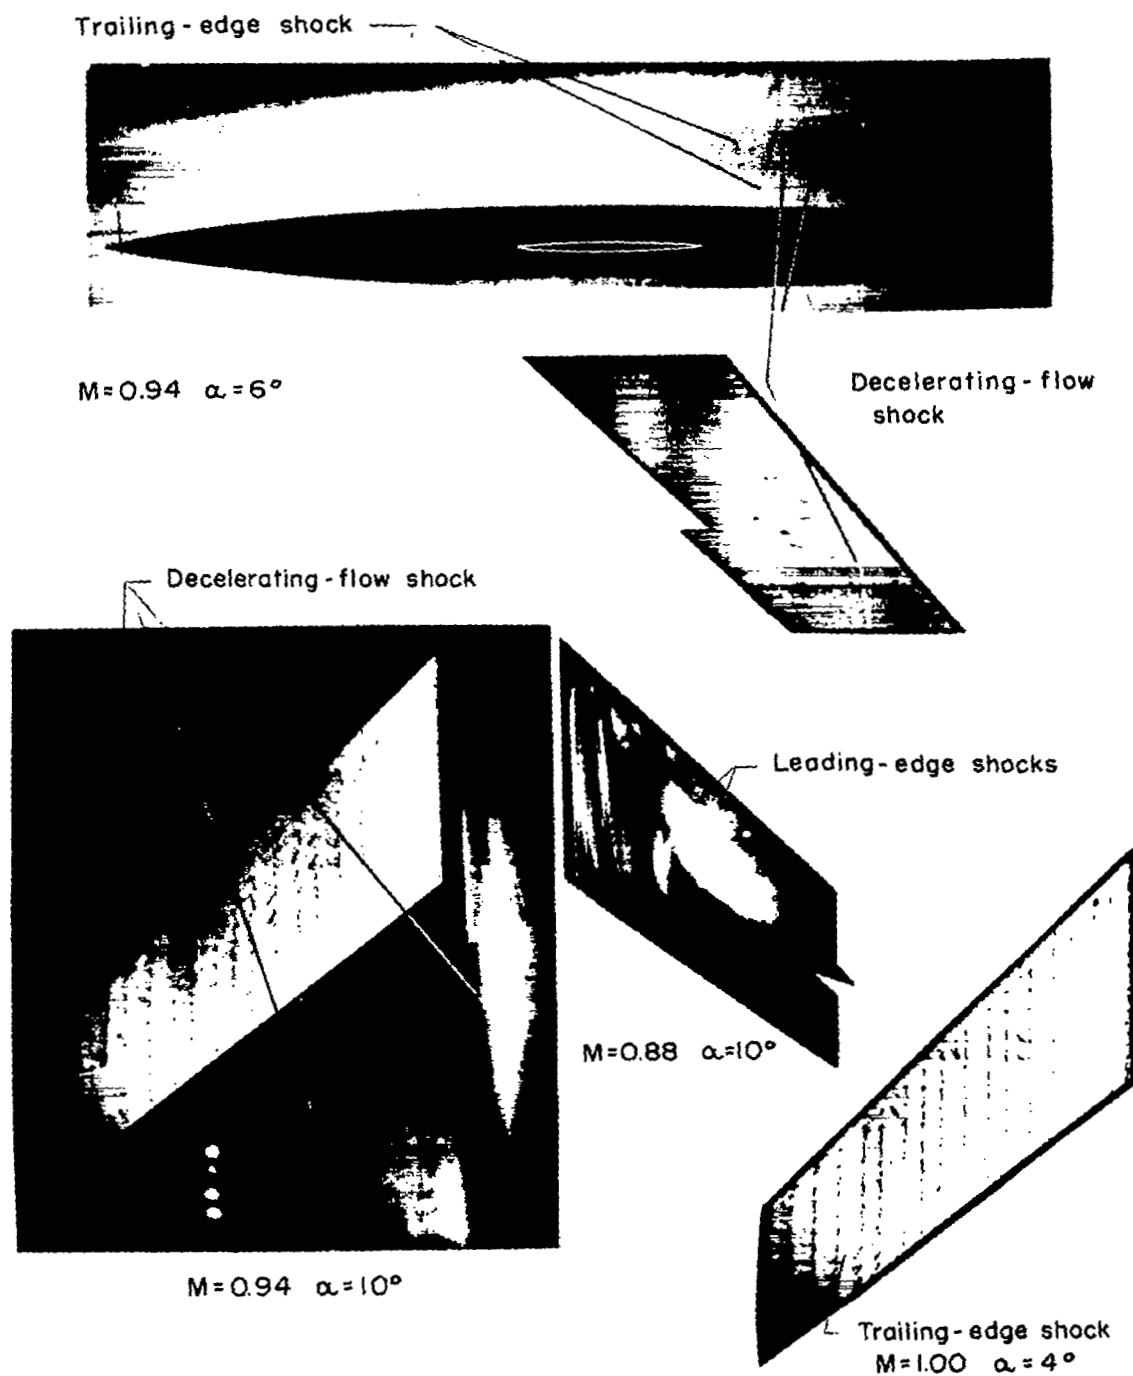 Trailing-edge shock
M=0.94 α=6°
Decelerating-flow
shock
Decelerating-flow shock
Leading-edge shocks
M=0.88 α=10°
M=0.94 α=10°
Trailing-edge shock
M=1.00 α=4°